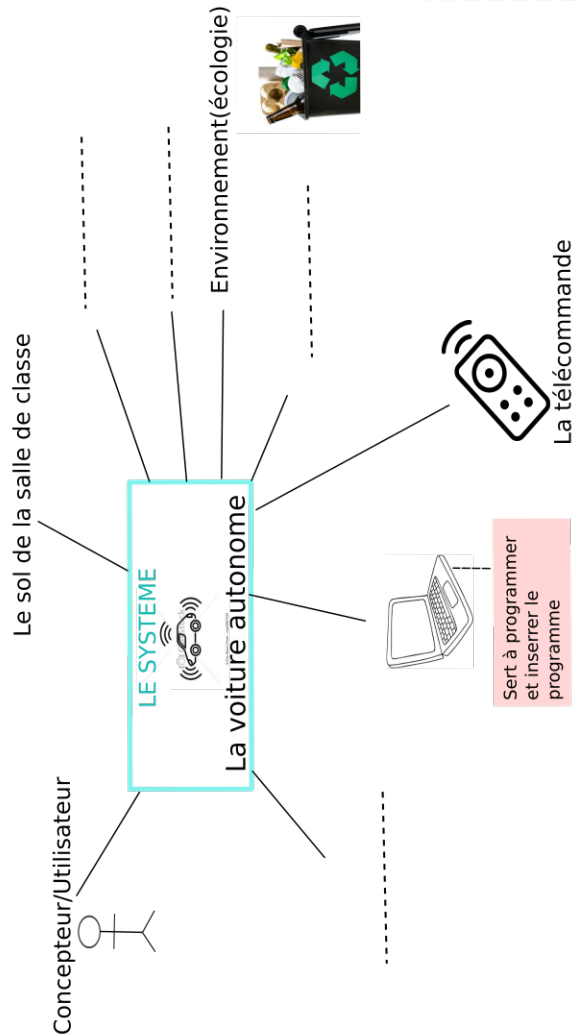 Le sol de la salle de classe
Concepteur/Utilisateur
LE SYSTEME
La voiture autonome
Environnement(écologie)
Sert à programmer
et inserrer le
programme
La télécommande